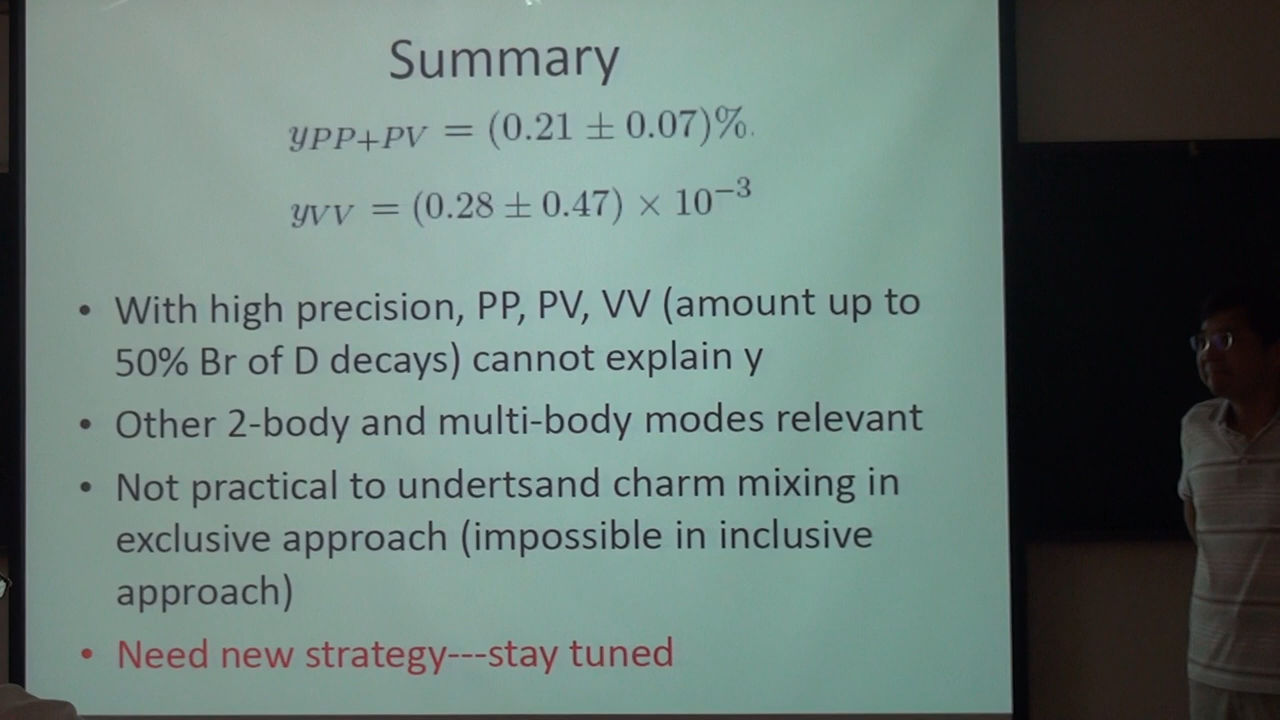 Summary
y_{PP+PV} = (0.21 ± 0.07)%.
y_{VV} = (0.28 ± 0.47) × 10^{−3}
• With high precision, PP, PV, VV (amount up to
50% Br of D decays) cannot explain y
• Other 2-body and multi-body modes relevant
• Not practical to undertsand charm mixing in
exclusive approach (impossible in inclusive
approach)
• Need new strategy---stay tuned